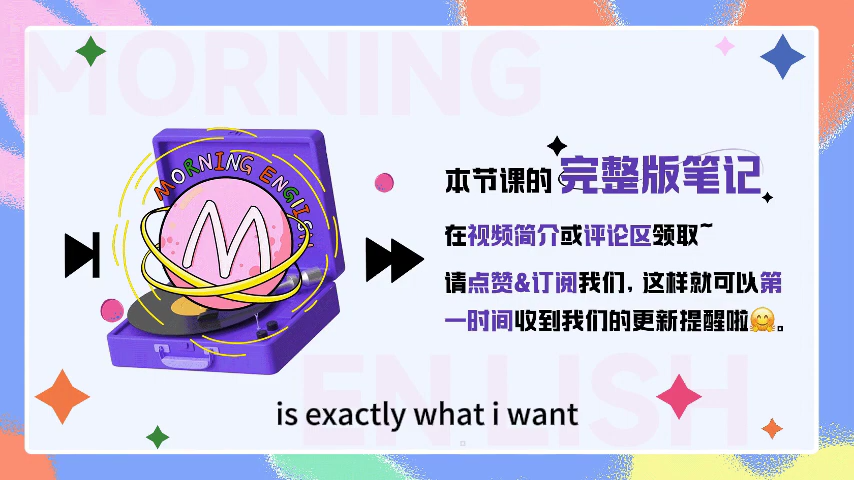 MORNING
MORNING ENGLISH
M
本节课的 完整版笔记
在视频简介或评论区领取~
请点赞&订阅我们, 这样就可以第
一时间收到我们的更新提醒啦🤗。
EN LISH
is exactly what i want